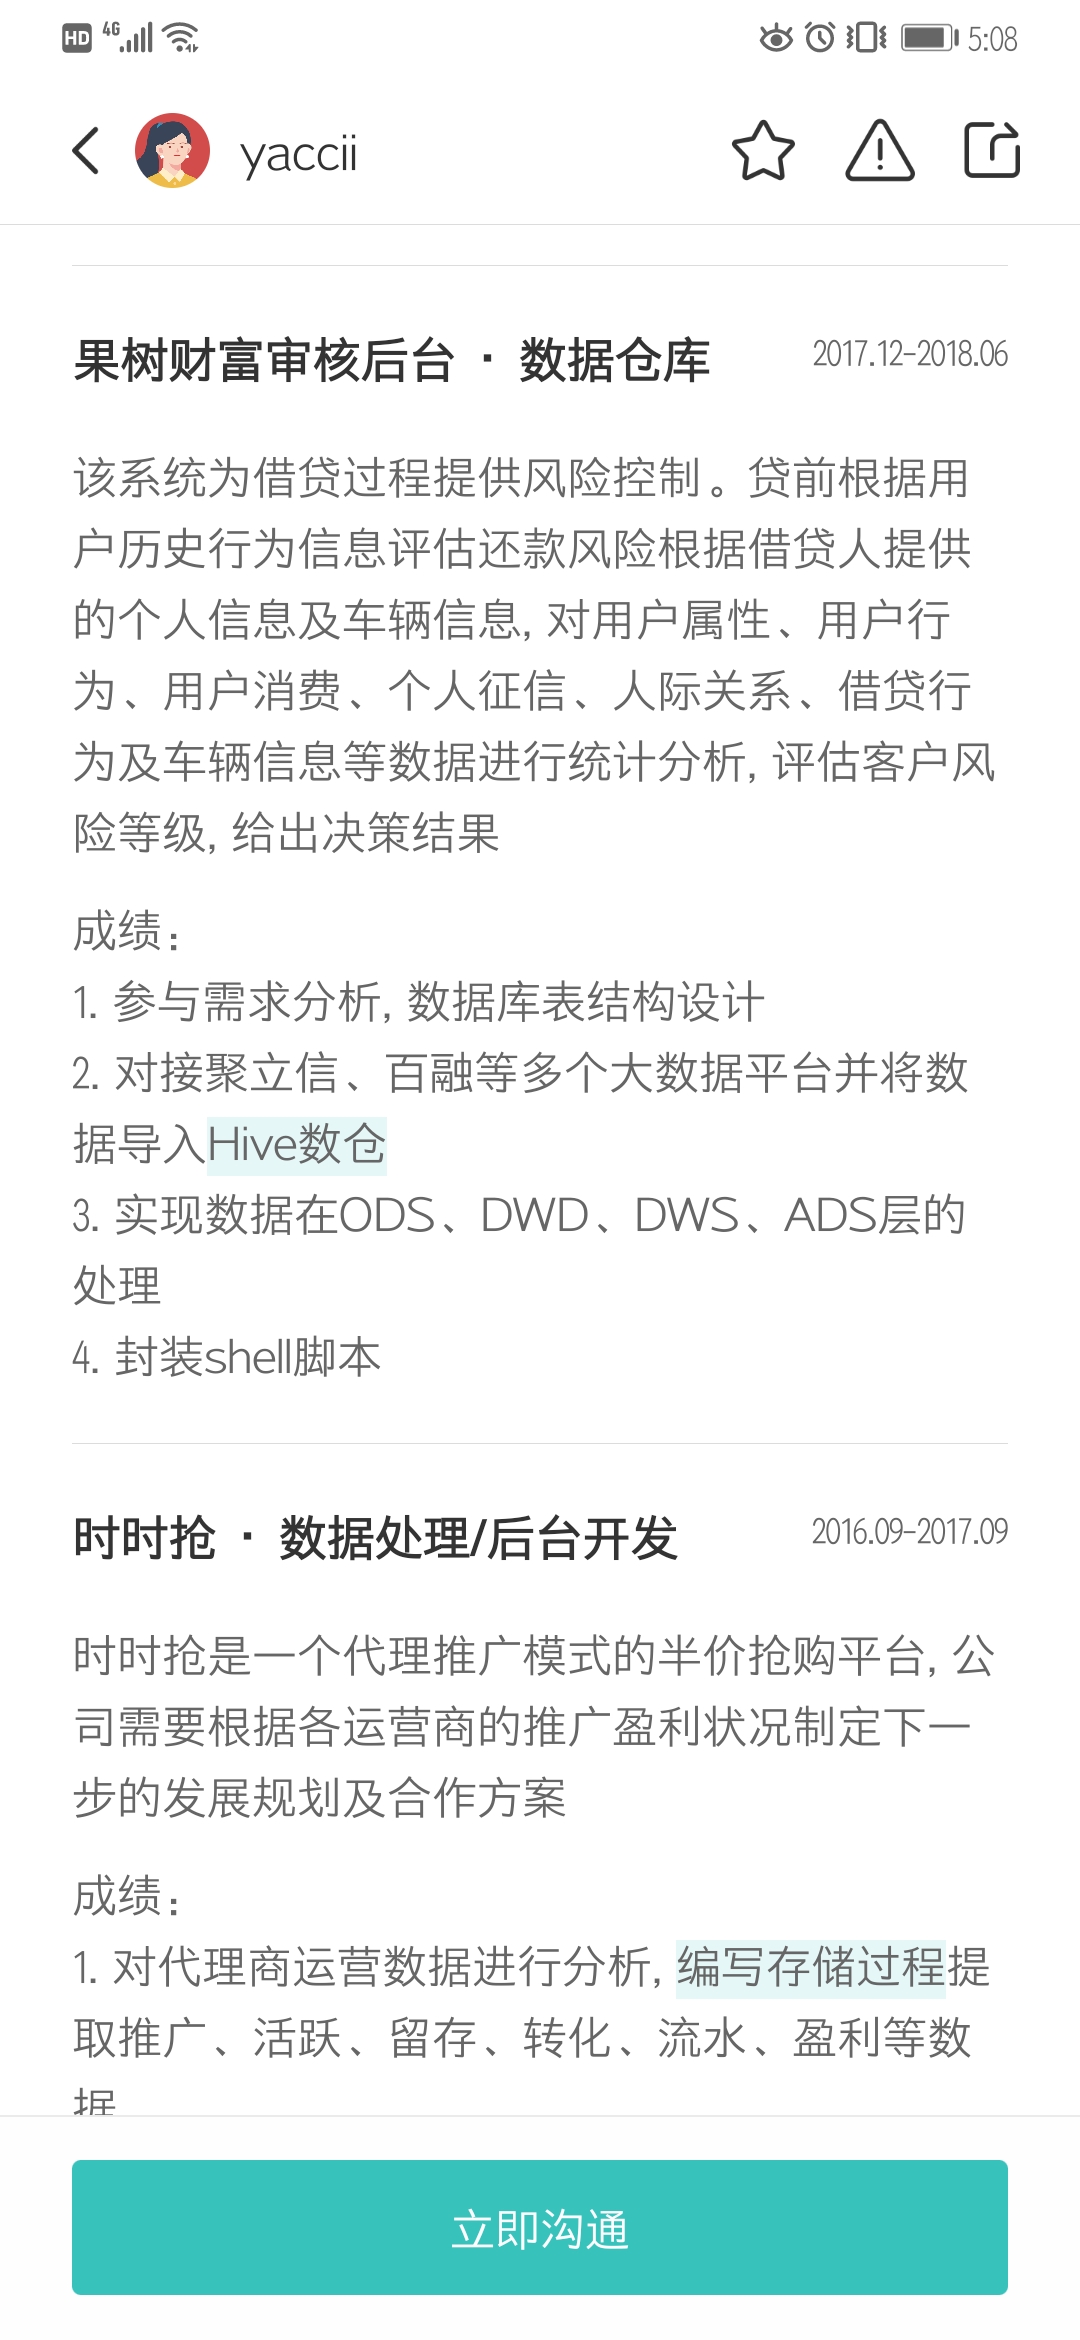 HD 4G 5:08
yaccii
果树财富审核后台 · 数据仓库 2017.12-2018.06
该系统为借贷过程提供风险控制。贷前根据用
户历史行为信息评估还款风险根据借贷人提供
的个人信息及车辆信息, 对用户属性、用户行
为、用户消费、个人征信、人际关系、借贷行
为及车辆信息等数据进行统计分析, 评估客户风
险等级, 给出决策结果
成绩：
1. 参与需求分析, 数据库表结构设计
2. 对接聚立信、百融等多个大数据平台并将数
据导入Hive数仓
3. 实现数据在ODS、DWD、DWS、ADS层的
处理
4. 封装shell脚本
时时抢 · 数据处理/后台开发 2016.09-2017.09
时时抢是一个代理推广模式的半价抢购平台, 公
司需要根据各运营商的推广盈利状况制定下一
步的发展规划及合作方案
成绩：
1. 对代理商运营数据进行分析, 编写存储过程提
取推广、活跃、留存、转化、流水、盈利等数
据
立即沟通